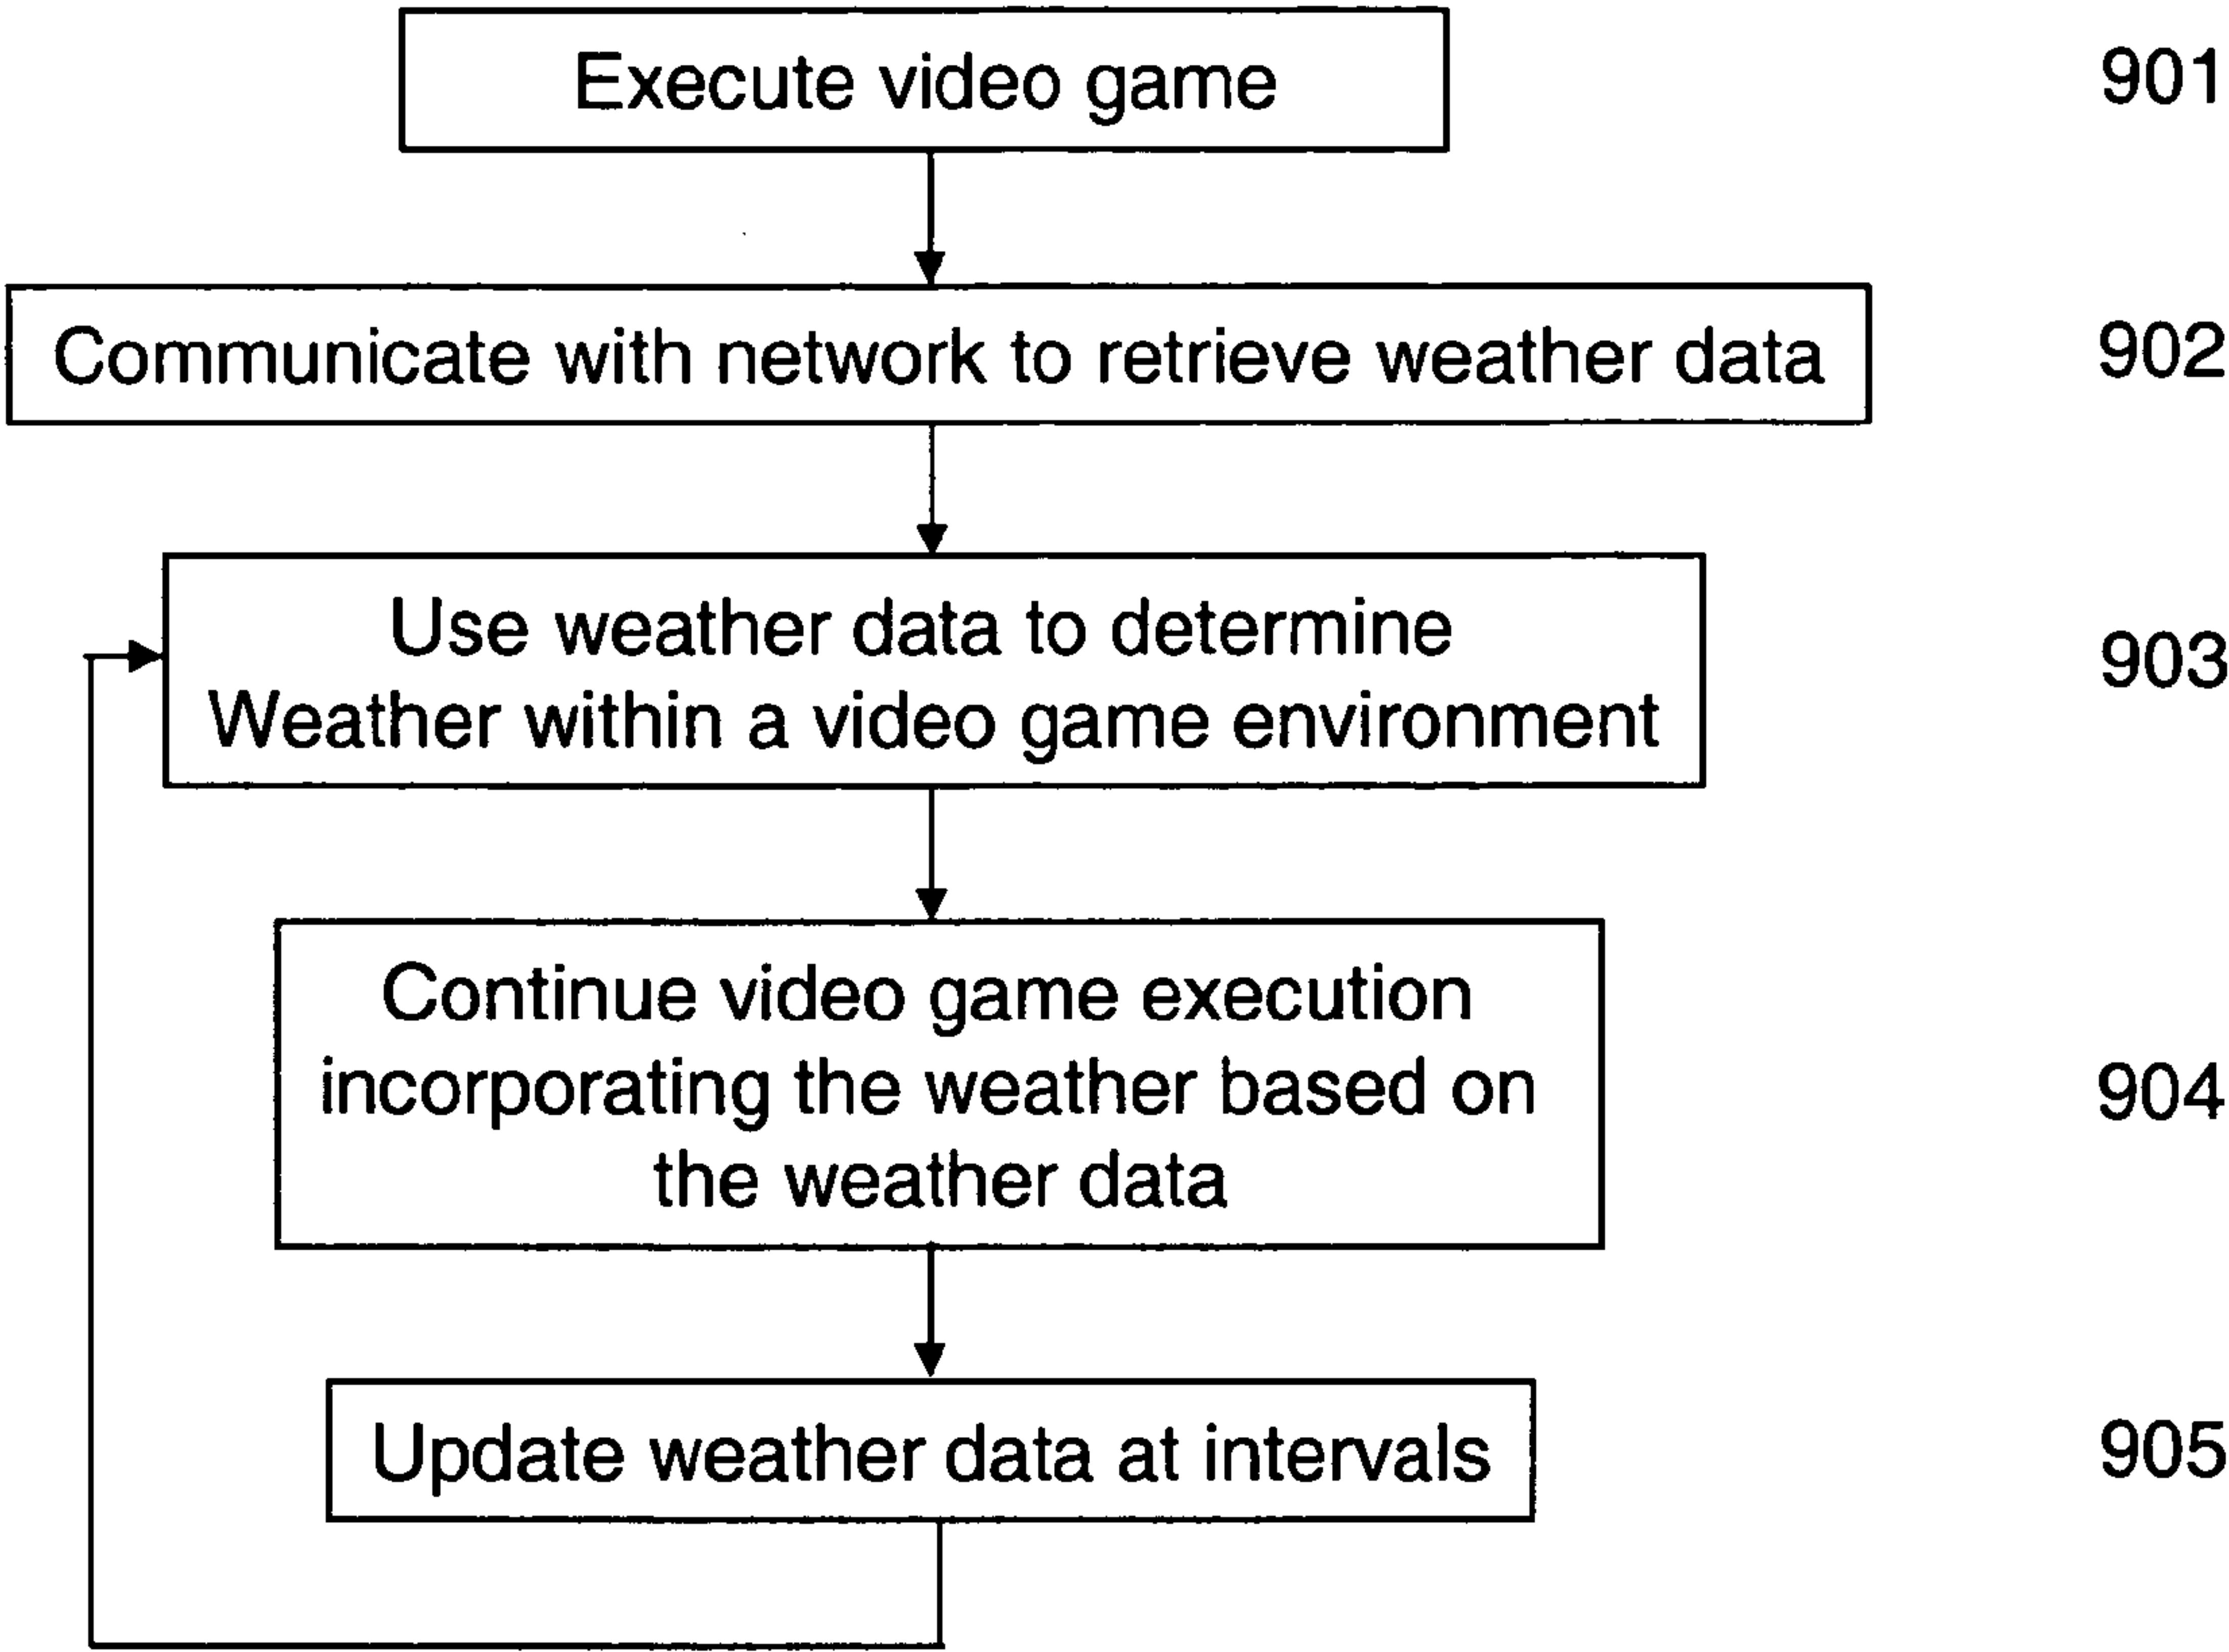 Execute video game
901
Communicate with network to retrieve weather data
902
Use weather data to determine
Weather within a video game environment
903
Continue video game execution
incorporating the weather based on
the weather data
904
Update weather data at intervals
905